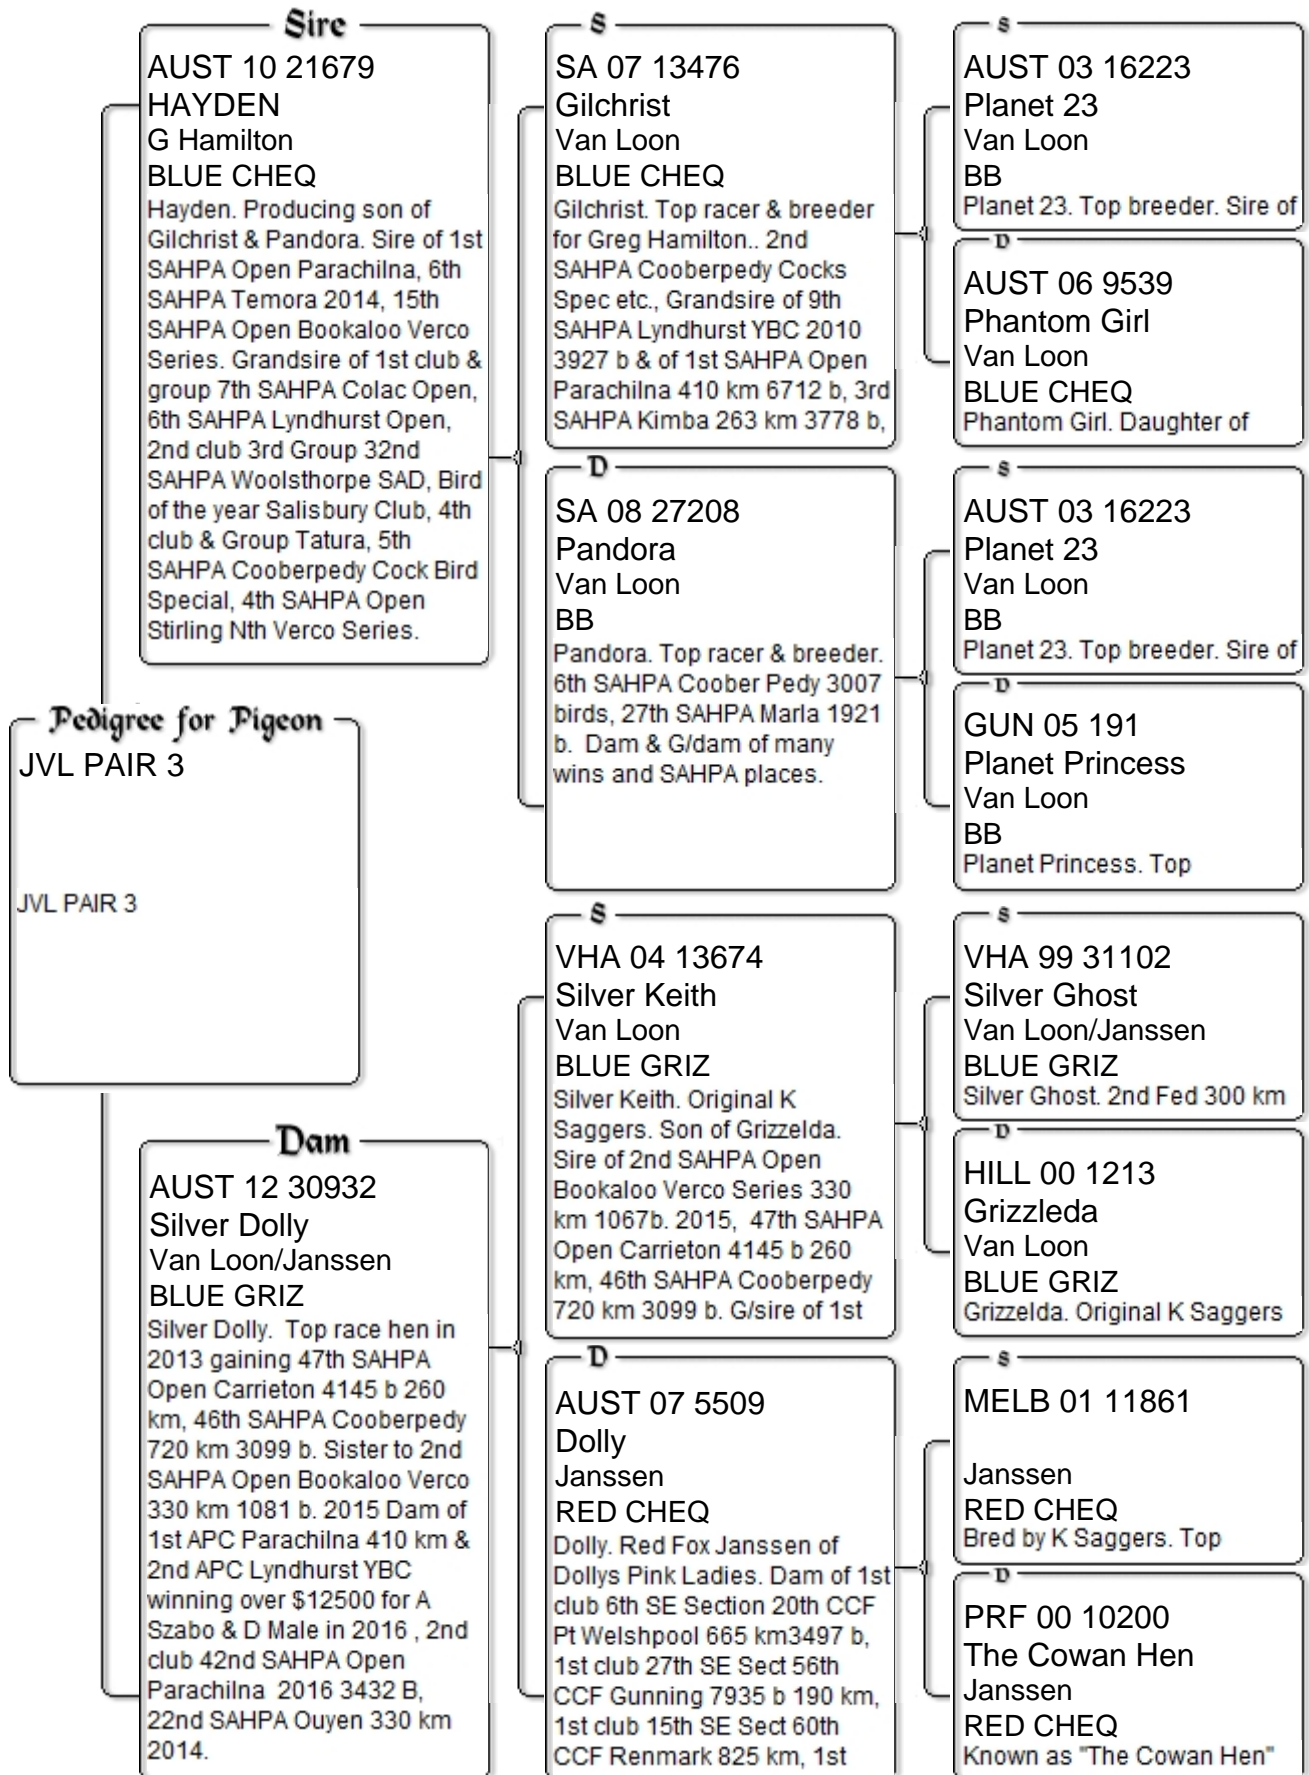 Sire
AUST 10 21679
HAYDEN
G Hamilton
BLUE CHEQ
Hayden. Producing son of
Gilchrist & Pandora. Sire of 1st
SAHPA Open Parachilna, 6th
SAHPA Temora 2014, 15th
SAHPA Open Bookaloo Verco
Series. Grandsire of 1st club &
group 7th SAHPA Colac Open,
6th SAHPA Lyndhurst Open,
2nd club 3rd Group 32nd
SAHPA Woolsthorpe SAD, Bird
of the year Salisbury Club, 4th
club & Group Tatura, 5th
SAHPA Cooberpedy Cock Bird
Special, 4th SAHPA Open
Stirling Nth Verco Series.
Pedigree for Pigeon
JVL PAIR 3
JVL PAIR 3
Dam
AUST 12 30932
Silver Dolly
Van Loon/Janssen
BLUE GRIZ
Silver Dolly.  Top race hen in
2013 gaining 47th SAHPA
Open Carrieton 4145 b 260
km, 46th SAHPA Cooberpedy
720 km 3099 b. Sister to 2nd
SAHPA Open Bookaloo Verco
330 km 1081 b. 2015 Dam of
1st APC Parachilna 410 km &
2nd APC Lyndhurst YBC
winning over $12500 for A
Szabo & D Male in 2016 , 2nd
club 42nd SAHPA Open
Parachilna  2016 3432 B,
22nd SAHPA Ouyen 330 km
2014.
S
SA 07 13476
Gilchrist
Van Loon
BLUE CHEQ
Gilchrist. Top racer & breeder
for Greg Hamilton.. 2nd
SAHPA Cooberpedy Cocks
Spec etc., Grandsire of 9th
SAHPA Lyndhurst YBC 2010
3927 b & of 1st SAHPA Open
Parachilna 410 km 6712 b, 3rd
SAHPA Kimba 263 km 3778 b,
D
SA 08 27208
Pandora
Van Loon
BB
Pandora. Top racer & breeder.
6th SAHPA Coober Pedy 3007
birds, 27th SAHPA Marla 1921
b.  Dam & G/dam of many
wins and SAHPA places.
S
VHA 04 13674
Silver Keith
Van Loon
BLUE GRIZ
Silver Keith. Original K
Saggers. Son of Grizzelda.
Sire of 2nd SAHPA Open
Bookaloo Verco Series 330
km 1067b. 2015,  47th SAHPA
Open Carrieton 4145 b 260
km, 46th SAHPA Cooberpedy
720 km 3099 b. G/sire of 1st
D
AUST 07 5509
Dolly
Janssen
RED CHEQ
Dolly. Red Fox Janssen of
Dollys Pink Ladies. Dam of 1st
club 6th SE Section 20th CCF
Pt Welshpool 665 km3497 b,
1st club 27th SE Sect 56th
CCF Gunning 7935 b 190 km,
1st club 15th SE Sect 60th
CCF Renmark 825 km, 1st
S
AUST 03 16223
Planet 23
Van Loon
BB
Planet 23. Top breeder. Sire of
D
AUST 06 9539
Phantom Girl
Van Loon
BLUE CHEQ
Phantom Girl. Daughter of
S
AUST 03 16223
Planet 23
Van Loon
BB
Planet 23. Top breeder. Sire of
D
GUN 05 191
Planet Princess
Van Loon
BB
Planet Princess. Top
S
VHA 99 31102
Silver Ghost
Van Loon/Janssen
BLUE GRIZ
Silver Ghost. 2nd Fed 300 km
D
HILL 00 1213
Grizzleda
Van Loon
BLUE GRIZ
Grizzelda. Original K Saggers
S
MELB 01 11861
Janssen
RED CHEQ
Bred by K Saggers. Top
D
PRF 00 10200
The Cowan Hen
Janssen
RED CHEQ
Known as "The Cowan Hen"